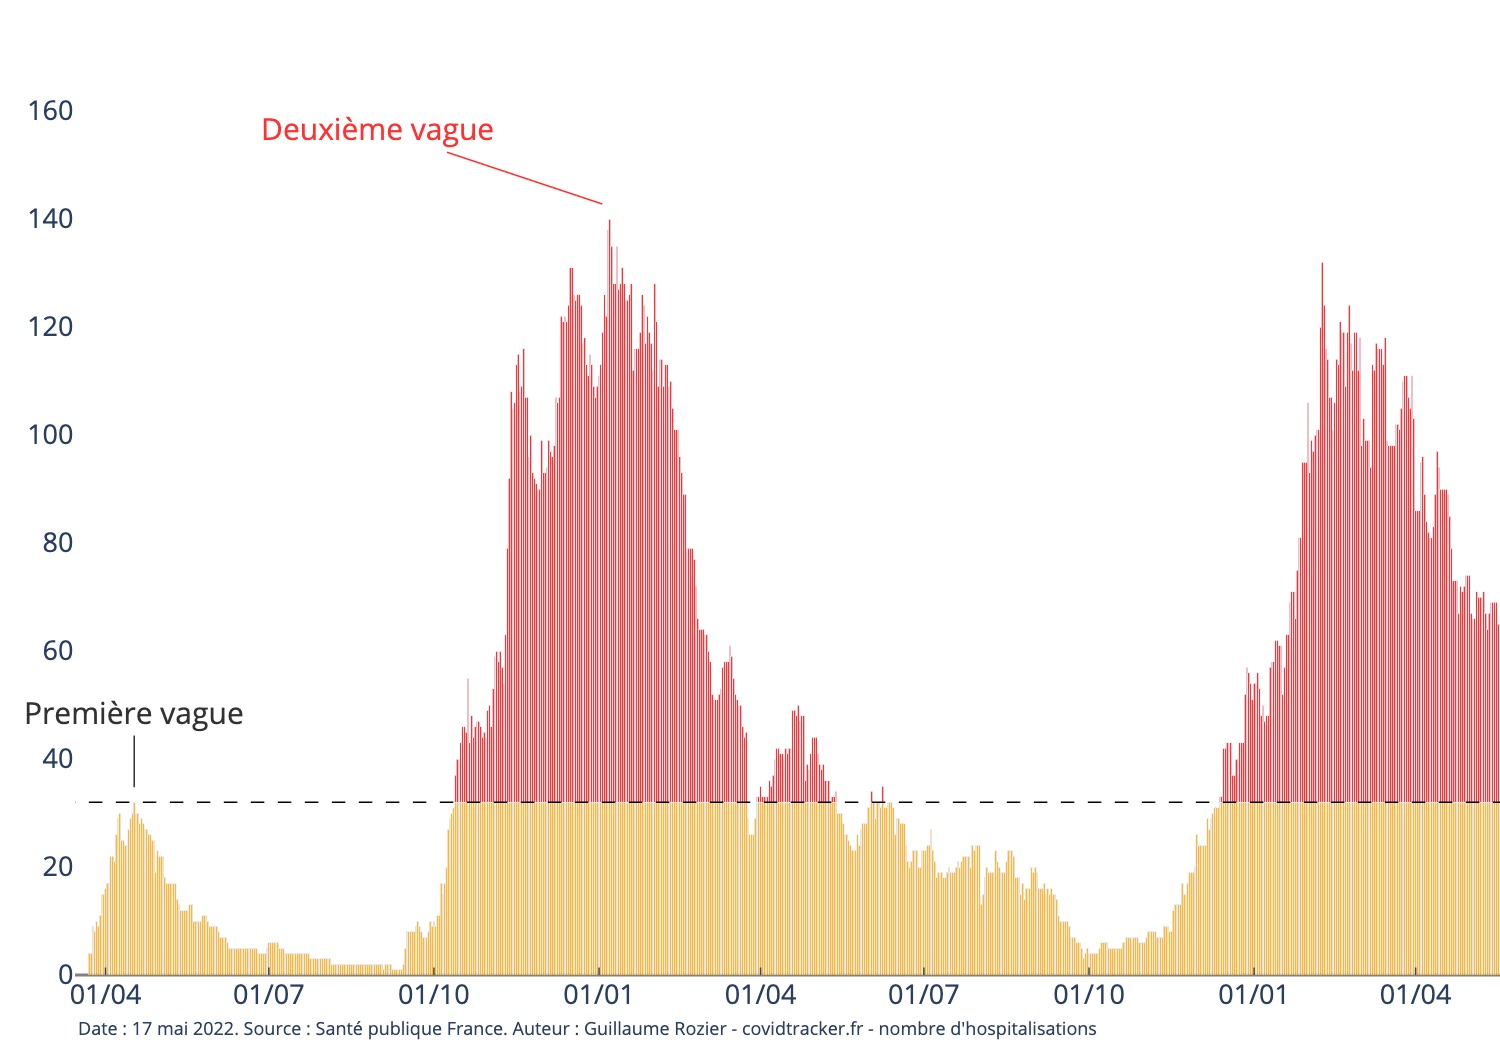 160
Deuxième vague
140
120
100
80
60
Première vague
40
20
0
01/04 01/07 01/10 01/01 01/04 01/07 01/10 01/01 01/04
Date : 17 mai 2022. Source : Santé publique France. Auteur : Guillaume Rozier - covidtracker.fr - nombre d'hospitalisations